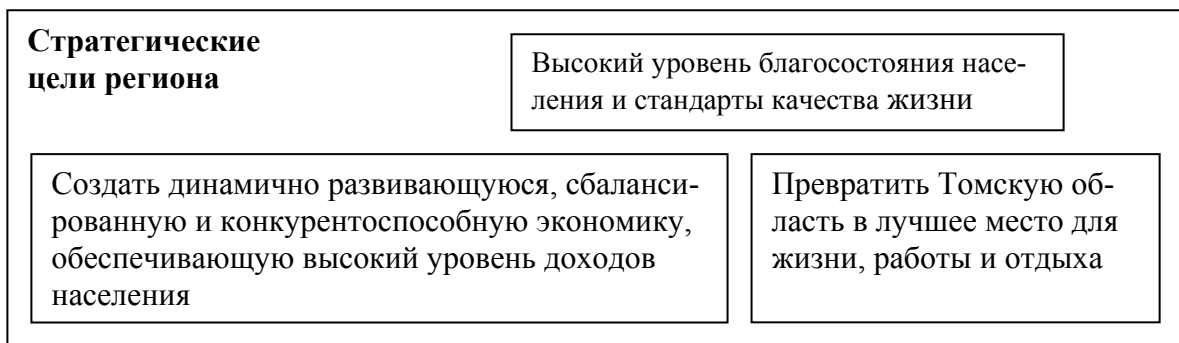 Стратегические
цели региона
Высокий уровень благосостояния насе-
ления и стандарты качества жизни
Создать динамично развивающуюся, сбаланси-
рованную и конкурентоспособную экономику,
обеспечивающую высокий уровень доходов
населения
Превратить Томскую об-
ласть в лучшее место для
жизни, работы и отдыха